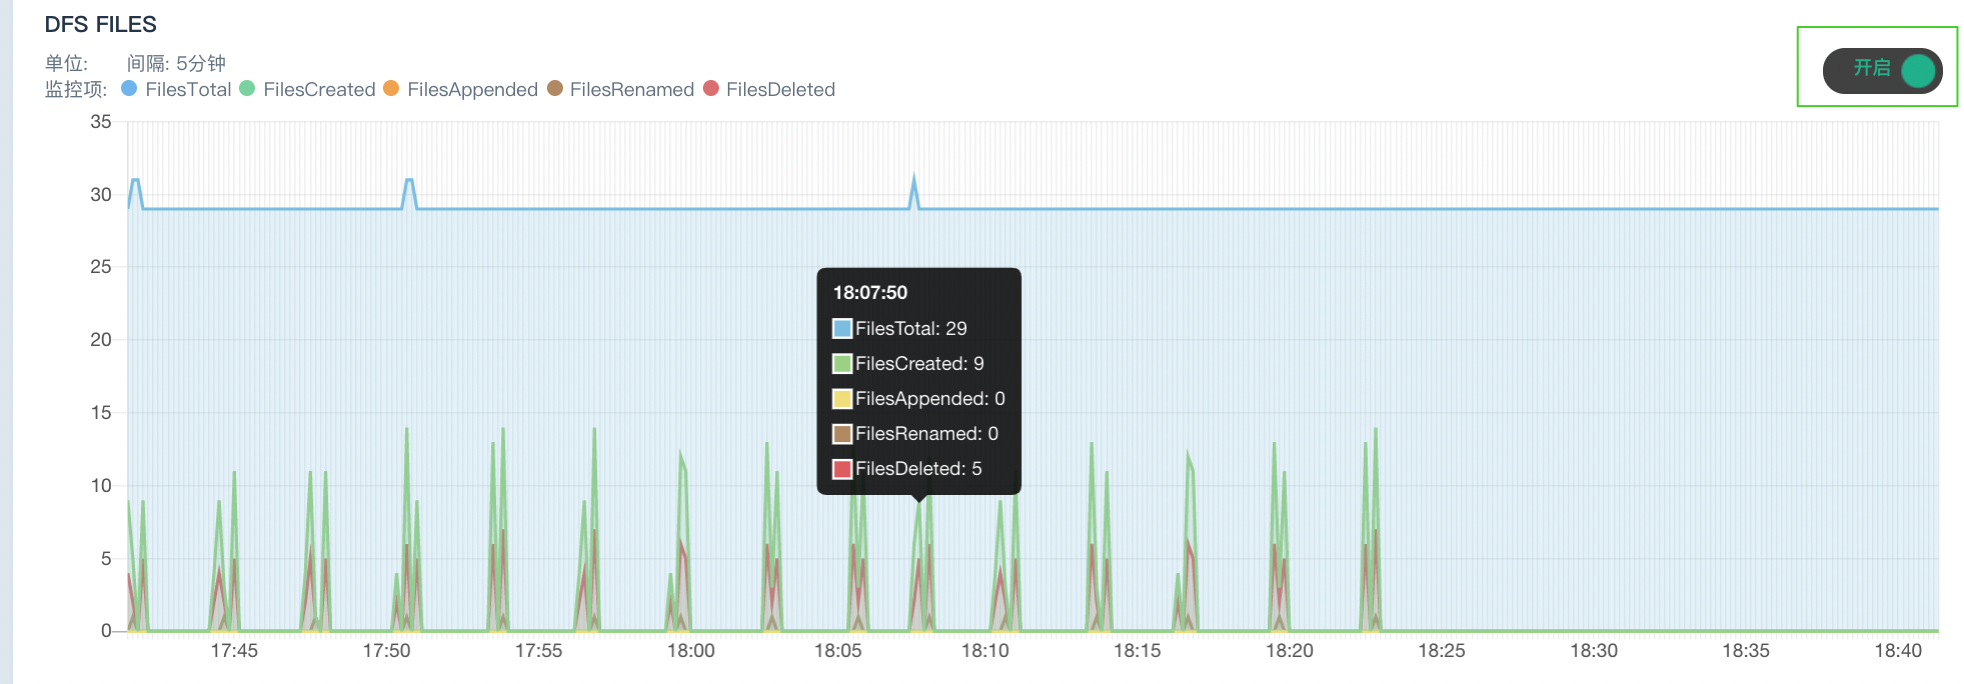 DFS FILES
单位: 间隔: 5分钟
监控项: FilesTotal FilesCreated FilesAppended FilesRenamed FilesDeleted
开启
35
30
25
20
15
10
5
0
18:07:50
FilesTotal: 29
FilesCreated: 9
FilesAppended: 0
FilesRenamed: 0
FilesDeleted: 5
17:45 17:50 17:55 18:00 18:05 18:10 18:15 18:20 18:25 18:30 18:35 18:40